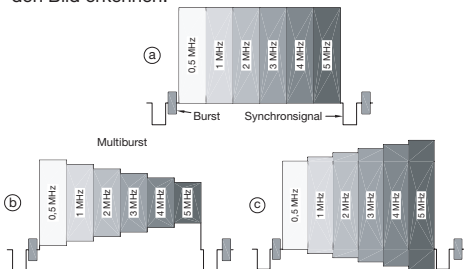 den Bild erkennen.
a
0,5 MHz
1 MHz
2 MHz
3 MHz
4 MHz
5 MHz
Burst
Synchronsignal
Multiburst
b
0,5 MHz
1 MHz
2 MHz
3 MHz
4 MHz
5 MHz
c
0,5 MHz
1 MHz
2 MHz
3 MHz
4 MHz
5 MHz